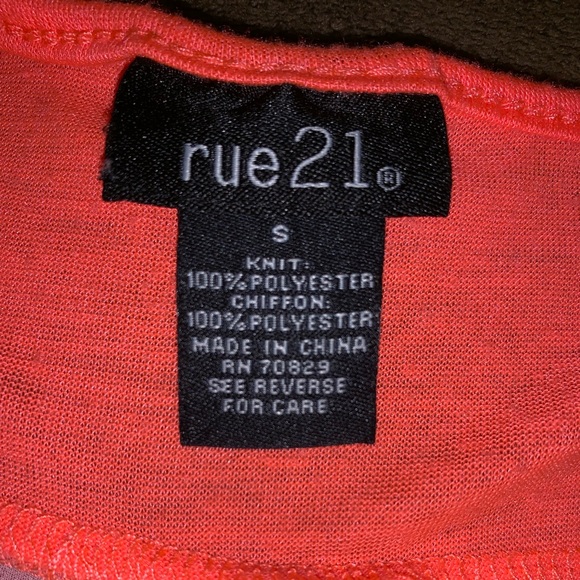 rue21®
S
KNIT:
100% POLYESTER
CHIFFON:
100% POLYESTER
MADE IN CHINA
RN 70829
SEE REVERSE
FOR CARE